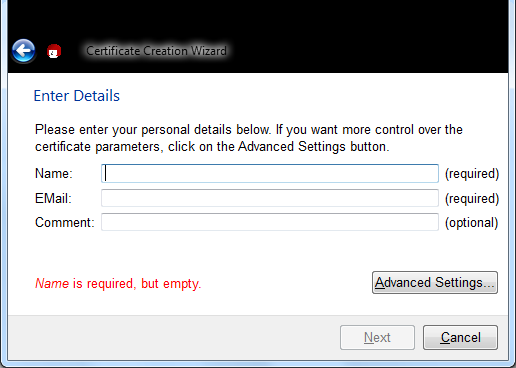 Certificate Creation Wizard
Enter Details
Please enter your personal details below. If you want more control over the
certificate parameters, click on the Advanced Settings button.
Name: (required)
EMail: (required)
Comment: (optional)
Name is required, but empty. Advanced Settings...
Next Cancel